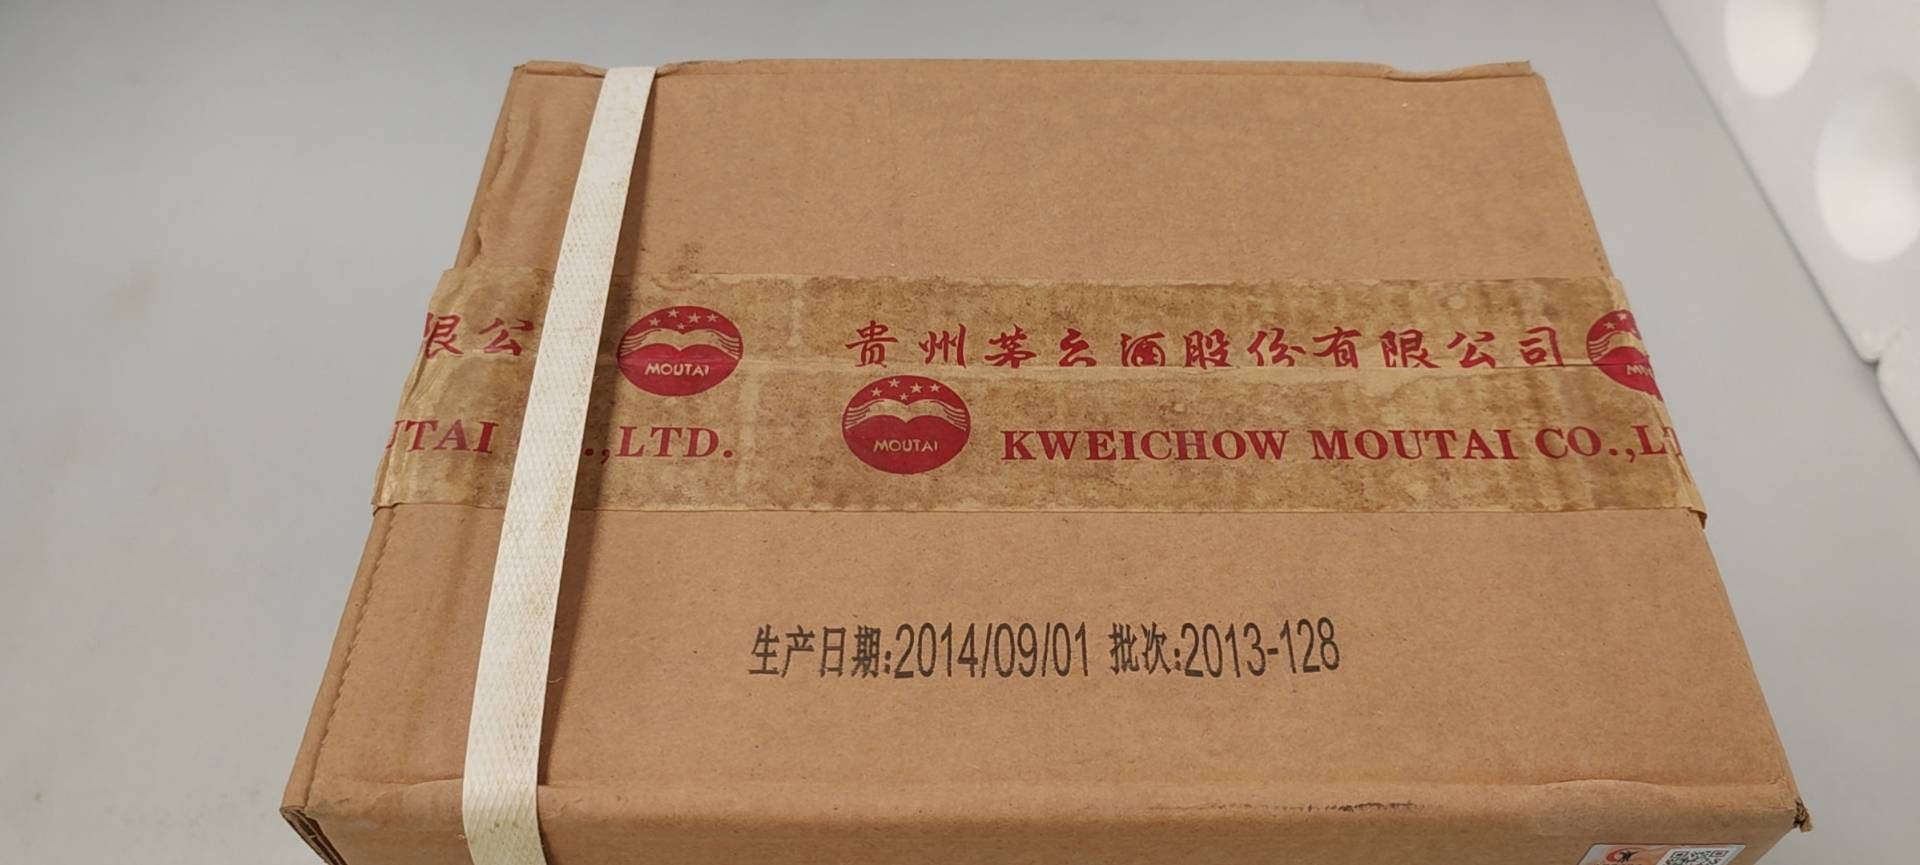 限公
MOUTAI
贵州茅台酒股份有限公司
MOUTAI
KWEICHOW MOUTAI CO.,LT
UTAI .,LTD.
生产日期:2014/09/01 批次:2013-128